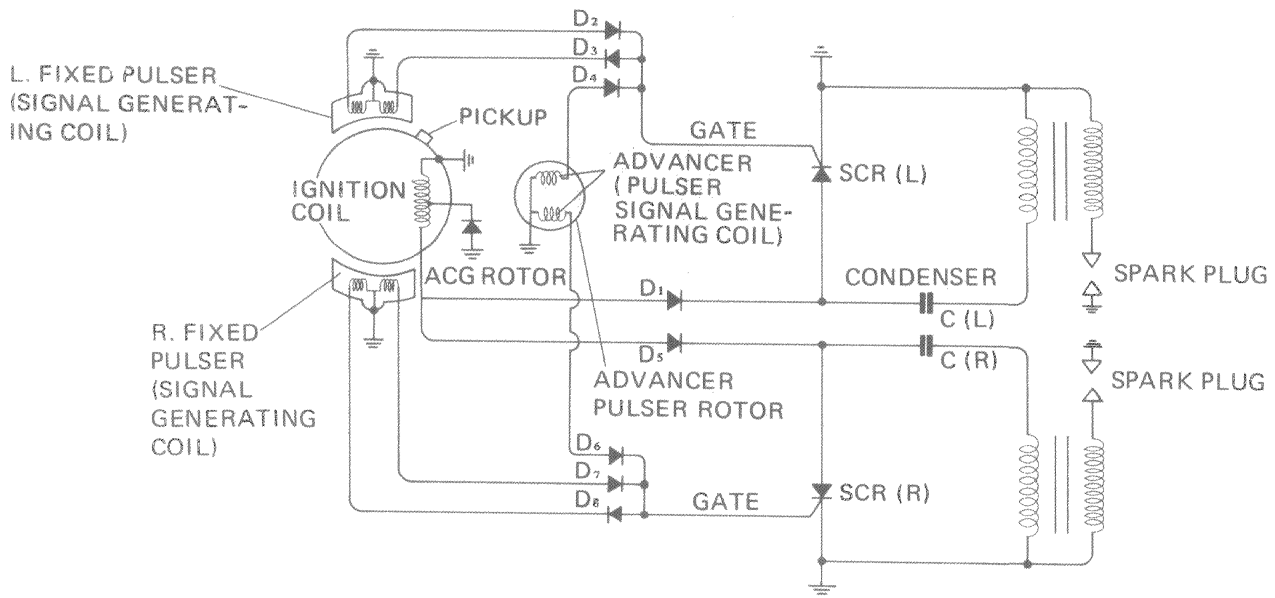 D₂
D₃
D₄
L. FIXED PULSER
(SIGNAL GENERAT-
ING COIL)
PICKUP
GATE
IGNITION
COIL
ADVANCER
( PULSER
SIGNAL GENE-
RATING COIL)
SCR (L)
ACG ROTOR
D₁
CONDENSER
C (L)
SPARK PLUG
R. FIXED
PULSER
(SIGNAL
GENERATING
COIL)
D₅
C (R)
SPARK PLUG
ADVANCER
PULSER ROTOR
D₆
D₇
D₈
GATE
SCR (R)